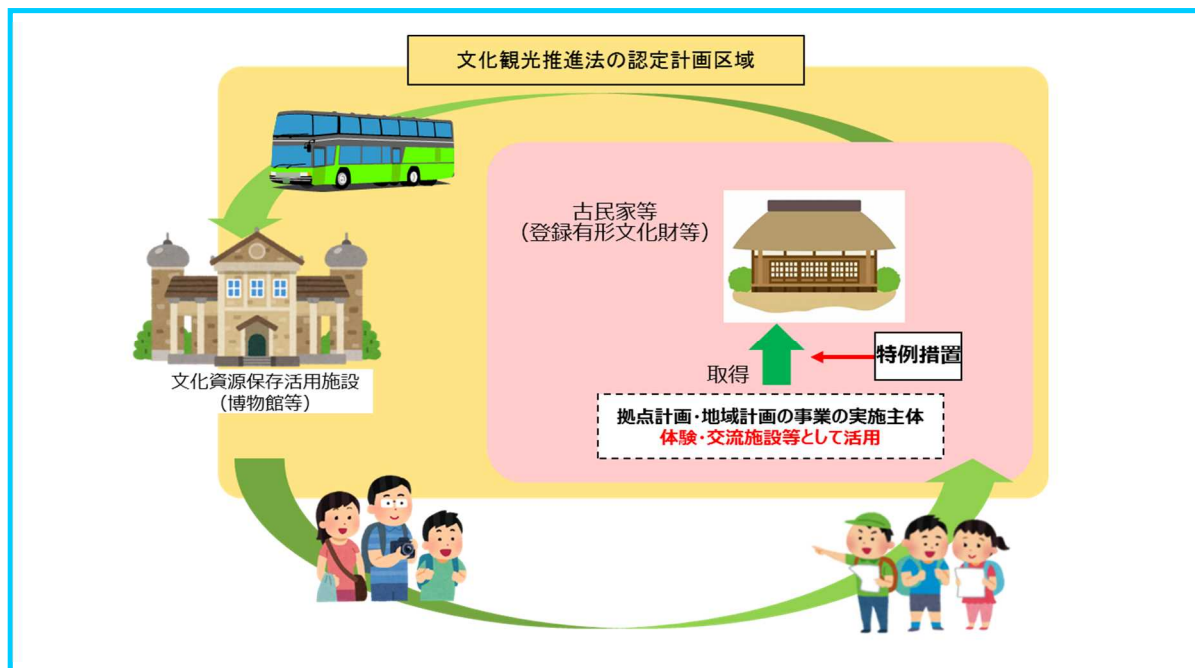 文化観光推進法の認定計画区域
古民家等
（登録有形文化財等）
特例措置
取得
文化資源保存活用施設
（博物館等）
拠点計画・地域計画の事業の実施主体
体験・交流施設等として活用